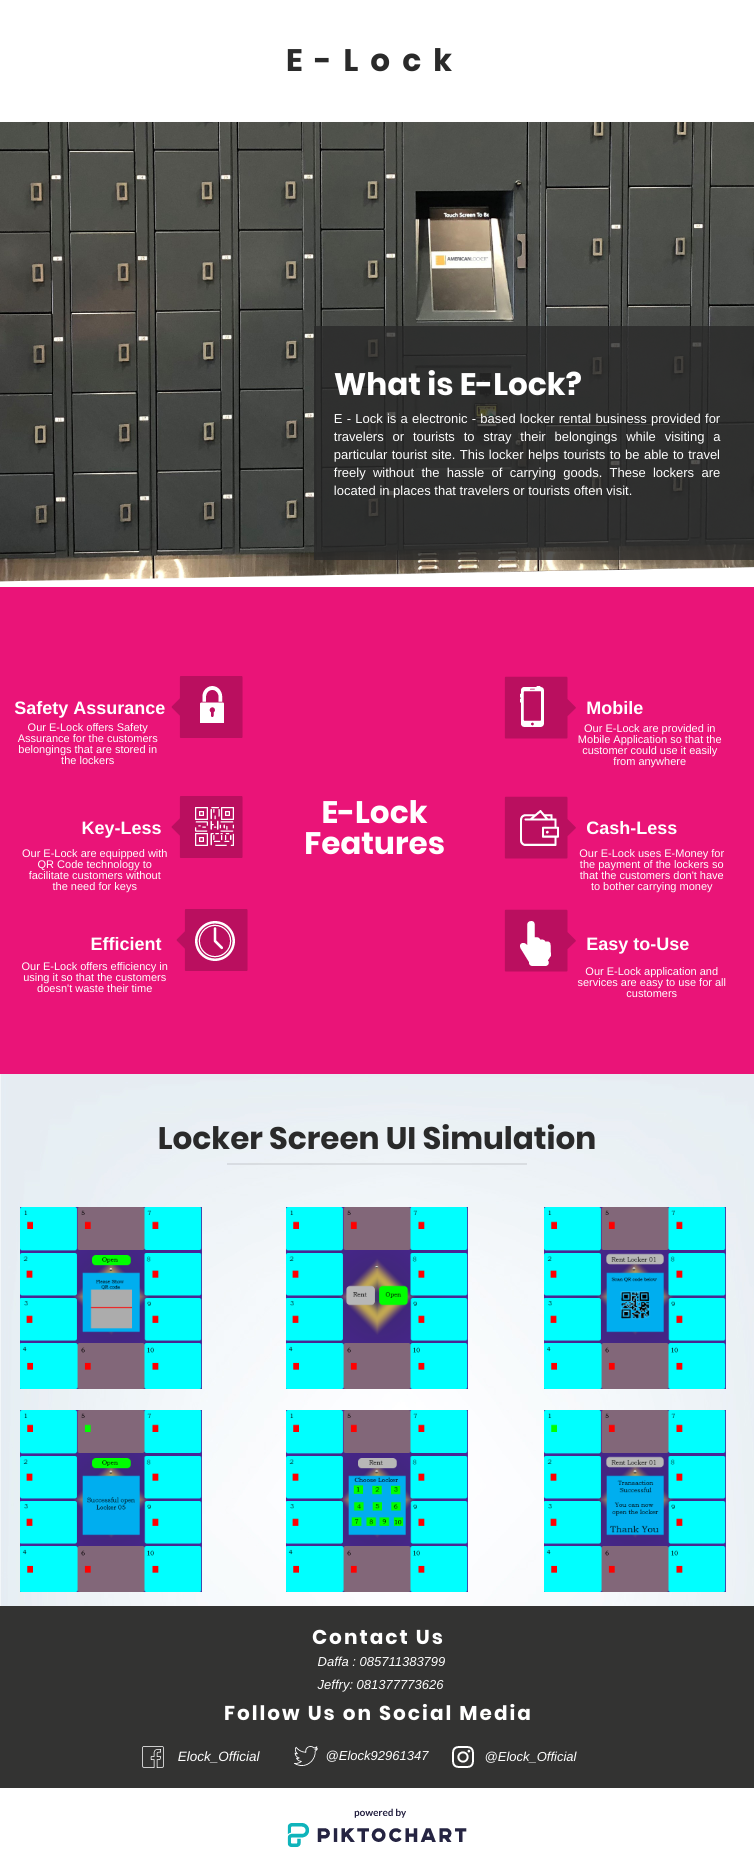 E-Lock
Touch Screen To Be
AMERICAN LOCKER
What is E-Lock?
E - Lock is a electronic - based locker rental business provided for
travelers or tourists to stray their belongings while visiting a
particular tourist site. This locker helps tourists to be able to travel
freely without the hassle of carrying goods. These lockers are
located in places that travelers or tourists often visit.
Safety Assurance
Our E-Lock offers Safety
Assurance for the customers
belongings that are stored in
the lockers
Mobile
Our E-Lock are provided in
Mobile Application so that the
customer could use it easily
from anywhere
E-Lock
Features
Key-Less
Our E-Lock are equipped with
QR Code technology to
facilitate customers without
the need for keys
Cash-Less
Our E-Lock uses E-Money for
the payment of the lockers so
that the customers don't have
to bother carrying money
Efficient
Our E-Lock offers efficiency in
using it so that the customers
doesn't waste their time
Easy to-Use
Our E-Lock application and
services are easy to use for all
customers
Locker Screen UI Simulation
1 5 7
Open
2 8
Please Show
QR code
3 9
4 6 10
1 5 7
2 8
Rent Open
3 9
4 6 10
1 5 7
Rent Locker 01
2 8
Scan QR code below
3 9
4 6 10
1 5 7
Open
2 8
Successful open
Locker 05
3 9
4 6 10
1 5 7
Rent
2 8
Choose Locker
1 2 3
4 5 6
3 9
7 8 9 10
4 6 10
1 5 7
Rent Locker 01
2 8
Transaction
Successful
You can now
open the locker
3 9
Thank You
4 6 10
Contact Us
Daffa : 085711383799
Jeffry: 081377773626
Follow Us on Social Media
Elock_Official @Elock92961347 @Elock_Official
powered by
PIKTOCHART